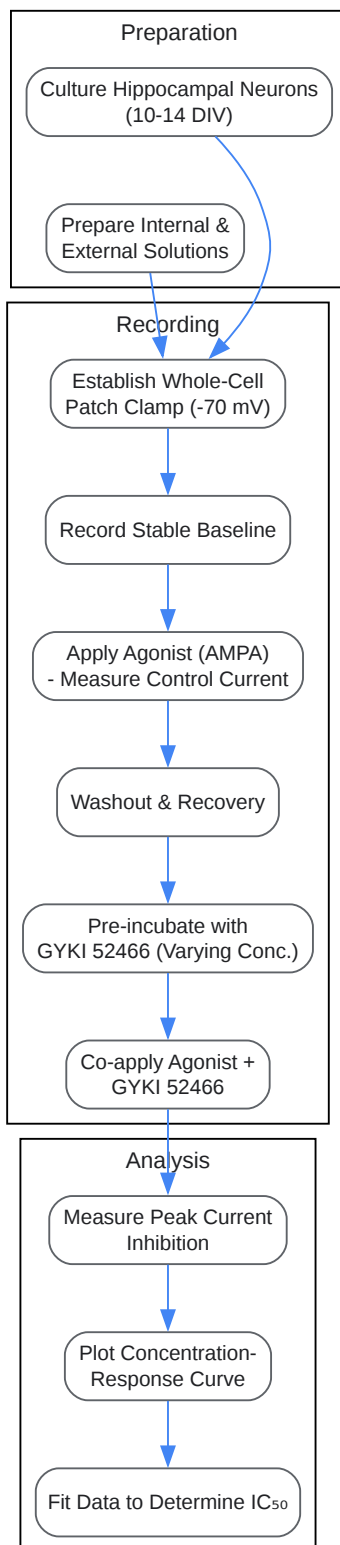 Preparation
Culture Hippocampal Neurons
(10-14 DIV)
Prepare Internal &
External Solutions
Recording
Establish Whole-Cell
Patch Clamp (-70 mV)
Record Stable Baseline
Apply Agonist (AMPA)
- Measure Control Current
Washout & Recovery
Pre-incubate with
GYKI 52466 (Varying Conc.)
Co-apply Agonist +
GYKI 52466
Analysis
Measure Peak Current
Inhibition
Plot Concentration-
Response Curve
Fit Data to Determine IC₅₀